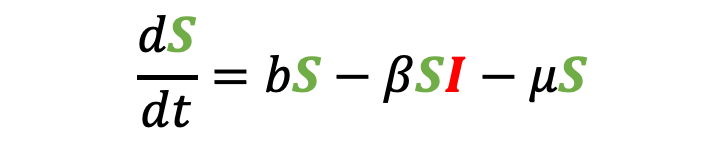 dS/dt = bS − βSI − μS